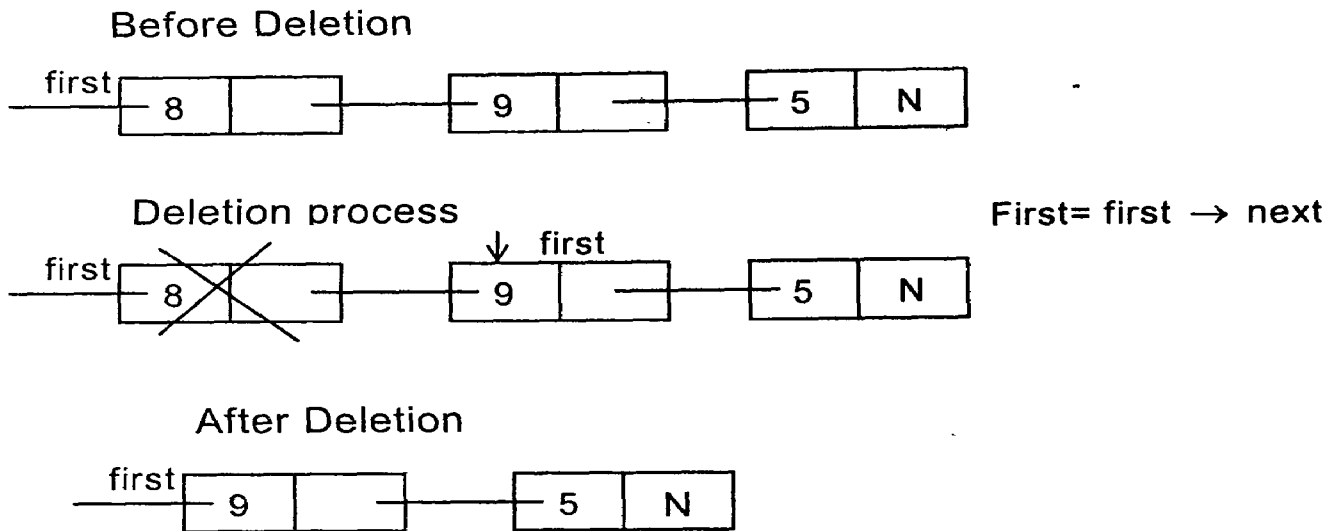 Before Deletion
first 8 9 5 N
Deletion process
First= first → next
first
first 8 9 5 N
After Deletion
first 9 5 N